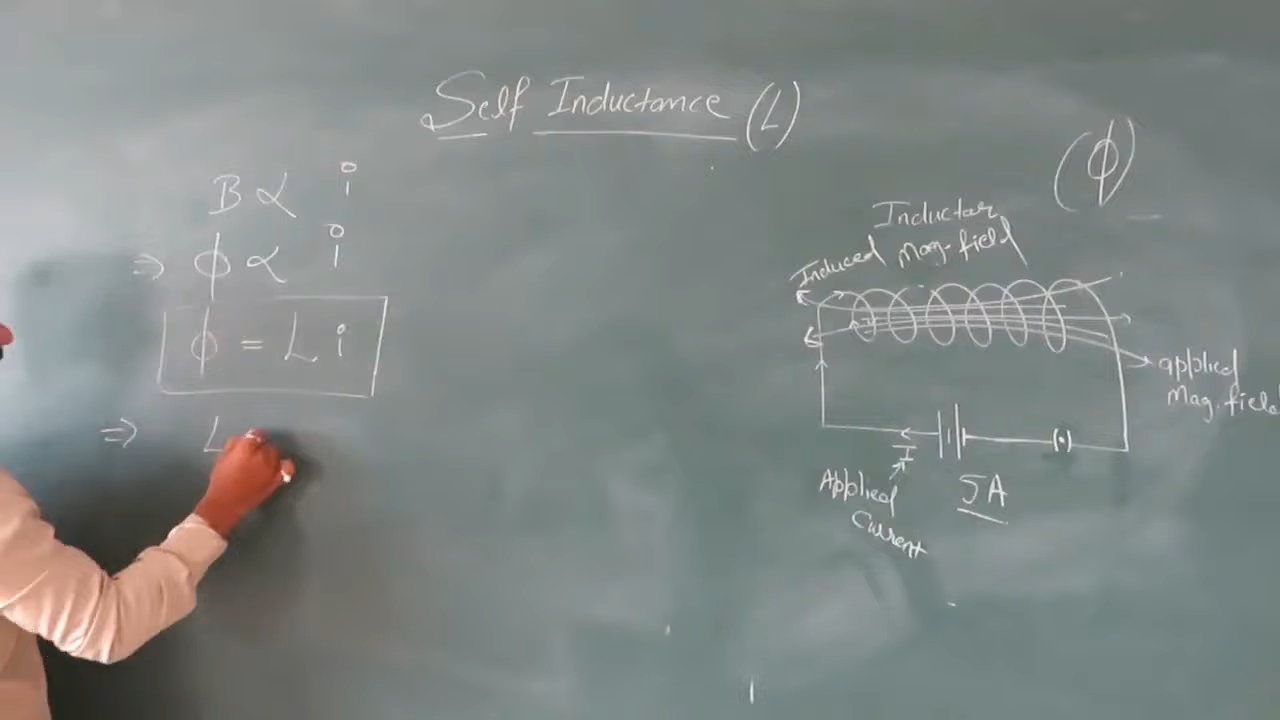 Self Inductance (L)
B ∝ i
⇒ ϕ ∝ i
ϕ = L i
⇒ L
(ϕ)
Inductor
Induced Mag. field
applied
Mag. field
I
Applied
Current
5A